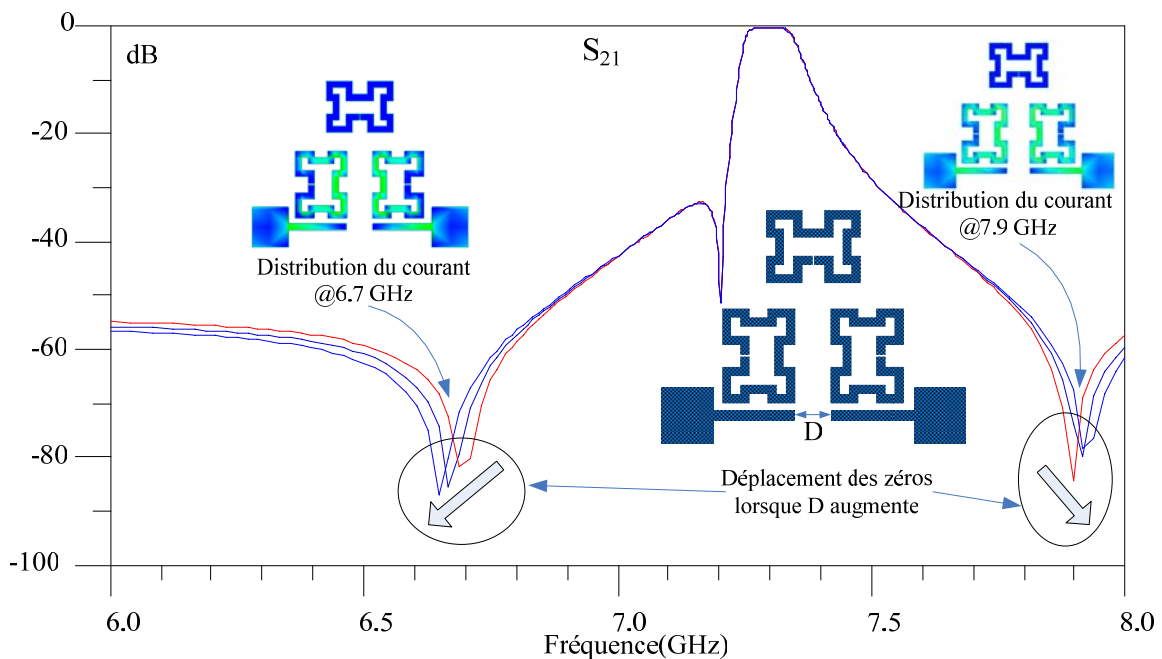 0
dB
S21
-20
-40
-60
-80
-100
Distribution du courant
@6.7 GHz
Distribution du courant
@7.9 GHz
D
Déplacement des zéros
lorsque D augmente
6.0
6.5
7.0
7.5
8.0
Fréquence(GHz)